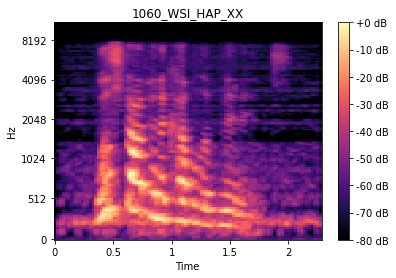 1060_WSI_HAP_XX
8192
4096
2048
1024
512
0
Hz
0
0.5
1
1.5
2
Time
+0 dB
-10 dB
-20 dB
-30 dB
-40 dB
-50 dB
-60 dB
-70 dB
-80 dB